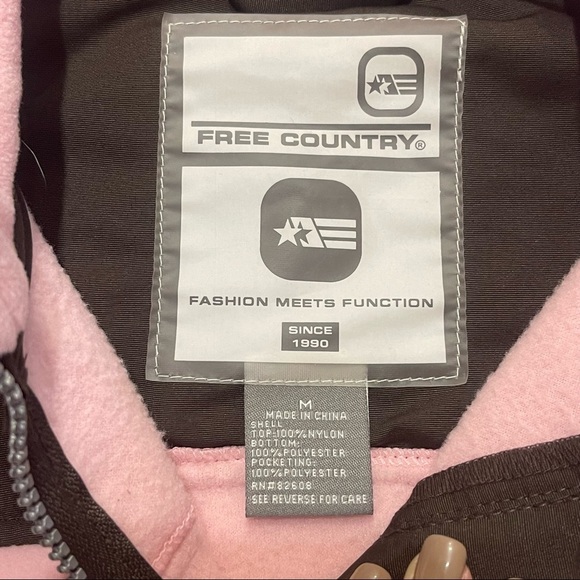 FREE COUNTRY®
FASHION MEETS FUNCTION
SINCE
1990
M
MADE IN CHINA
SHELL
TOP:100%NYLON
BOTTOM:
100%POLYESTER
POCKETING:
100%POLYESTER
RN#82608
SEE REVERSE FOR CARE